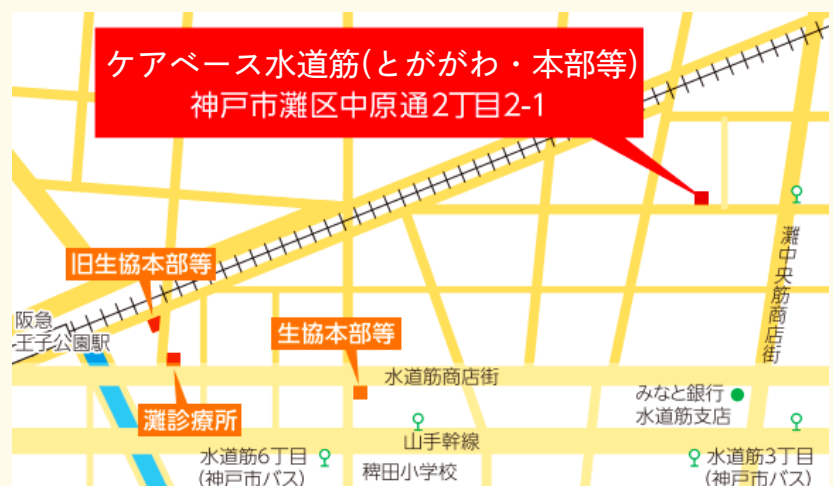 ケアベース水道筋(とががわ・本部等)
神戸市灘区中原通2丁目2-1
灘中央筋商店街
旧生協本部等
阪急
王子公園駅
生協本部等
水道筋商店街
みなと銀行
水道筋支店
灘診療所
山手幹線
水道筋6丁目
(神戸市バス)
稗田小学校
水道筋3丁目
(神戸市バス)